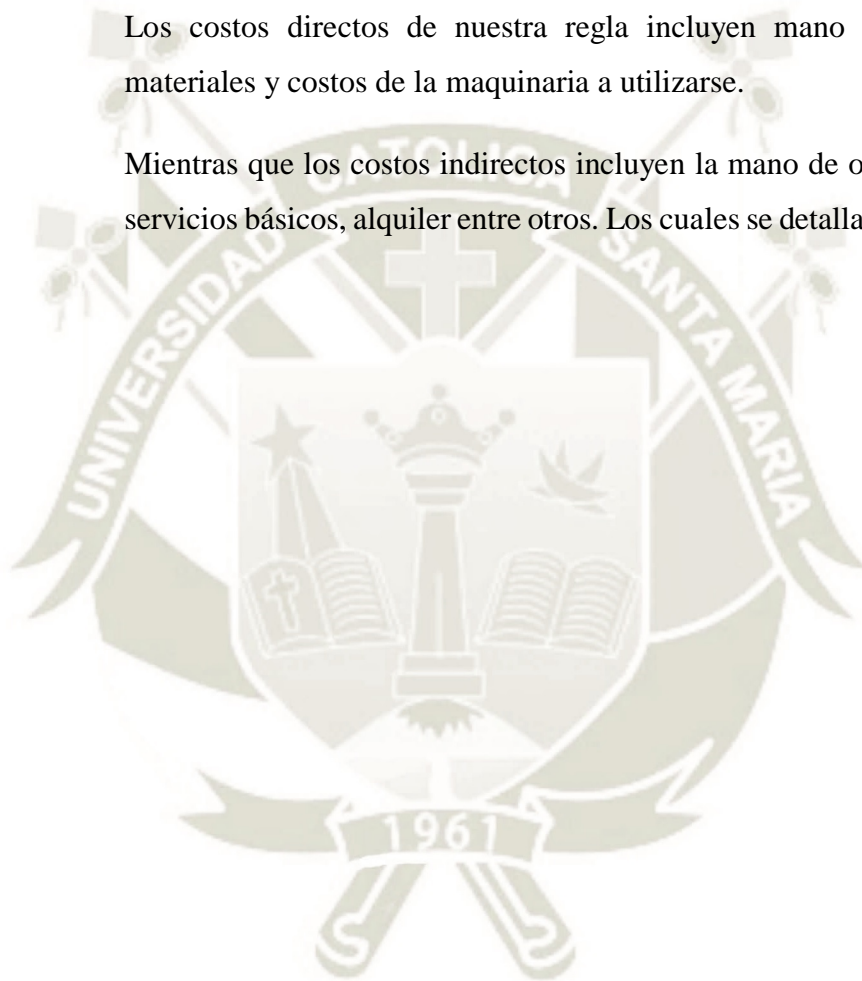 Los costos directos de nuestra regla incluyen mano
materiales y costos de la maquinaria a utilizarse.
Mientras que los costos indirectos incluyen la mano de o
servicios básicos, alquiler entre otros. Los cuales se detalla
UNIVERSIDAD CATOLICA SANTA MARIA
1961